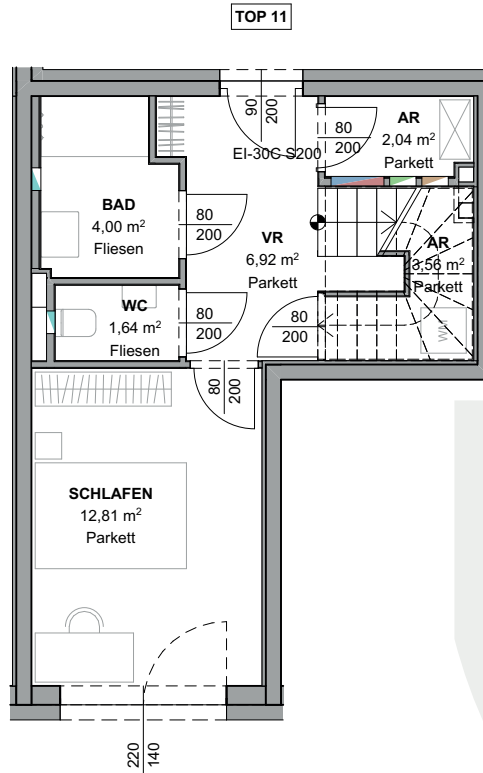 TOP 11
90
200
EI-30C S200
80
200
AR
2,04 m²
Parkett
BAD
4,00 m²
Fliesen
80
200
VR
6,92 m²
Parkett
AR
3,56 m²
Parkett
WC
1,64 m²
Fliesen
80
200
80
200
WM
80
200
SCHLAFEN
12,81 m²
Parkett
220
140